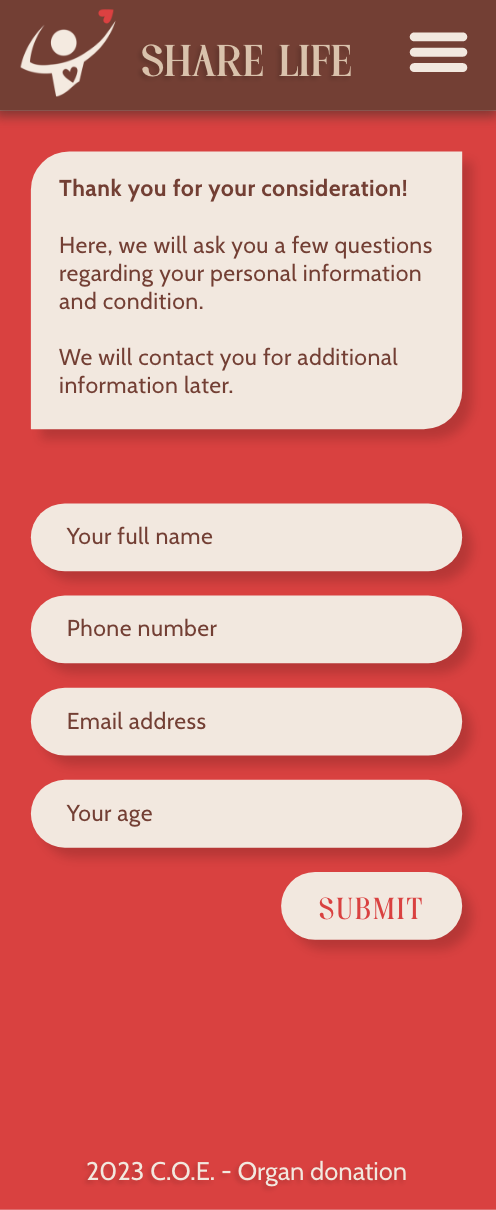 SHARE LIFE
Thank you for your consideration!
Here, we will ask you a few questions
regarding your personal information
and condition.
We will contact you for additional
information later.
Your full name
Phone number
Email address
Your age
SUBMIT
2023 C.O.E. - Organ donation